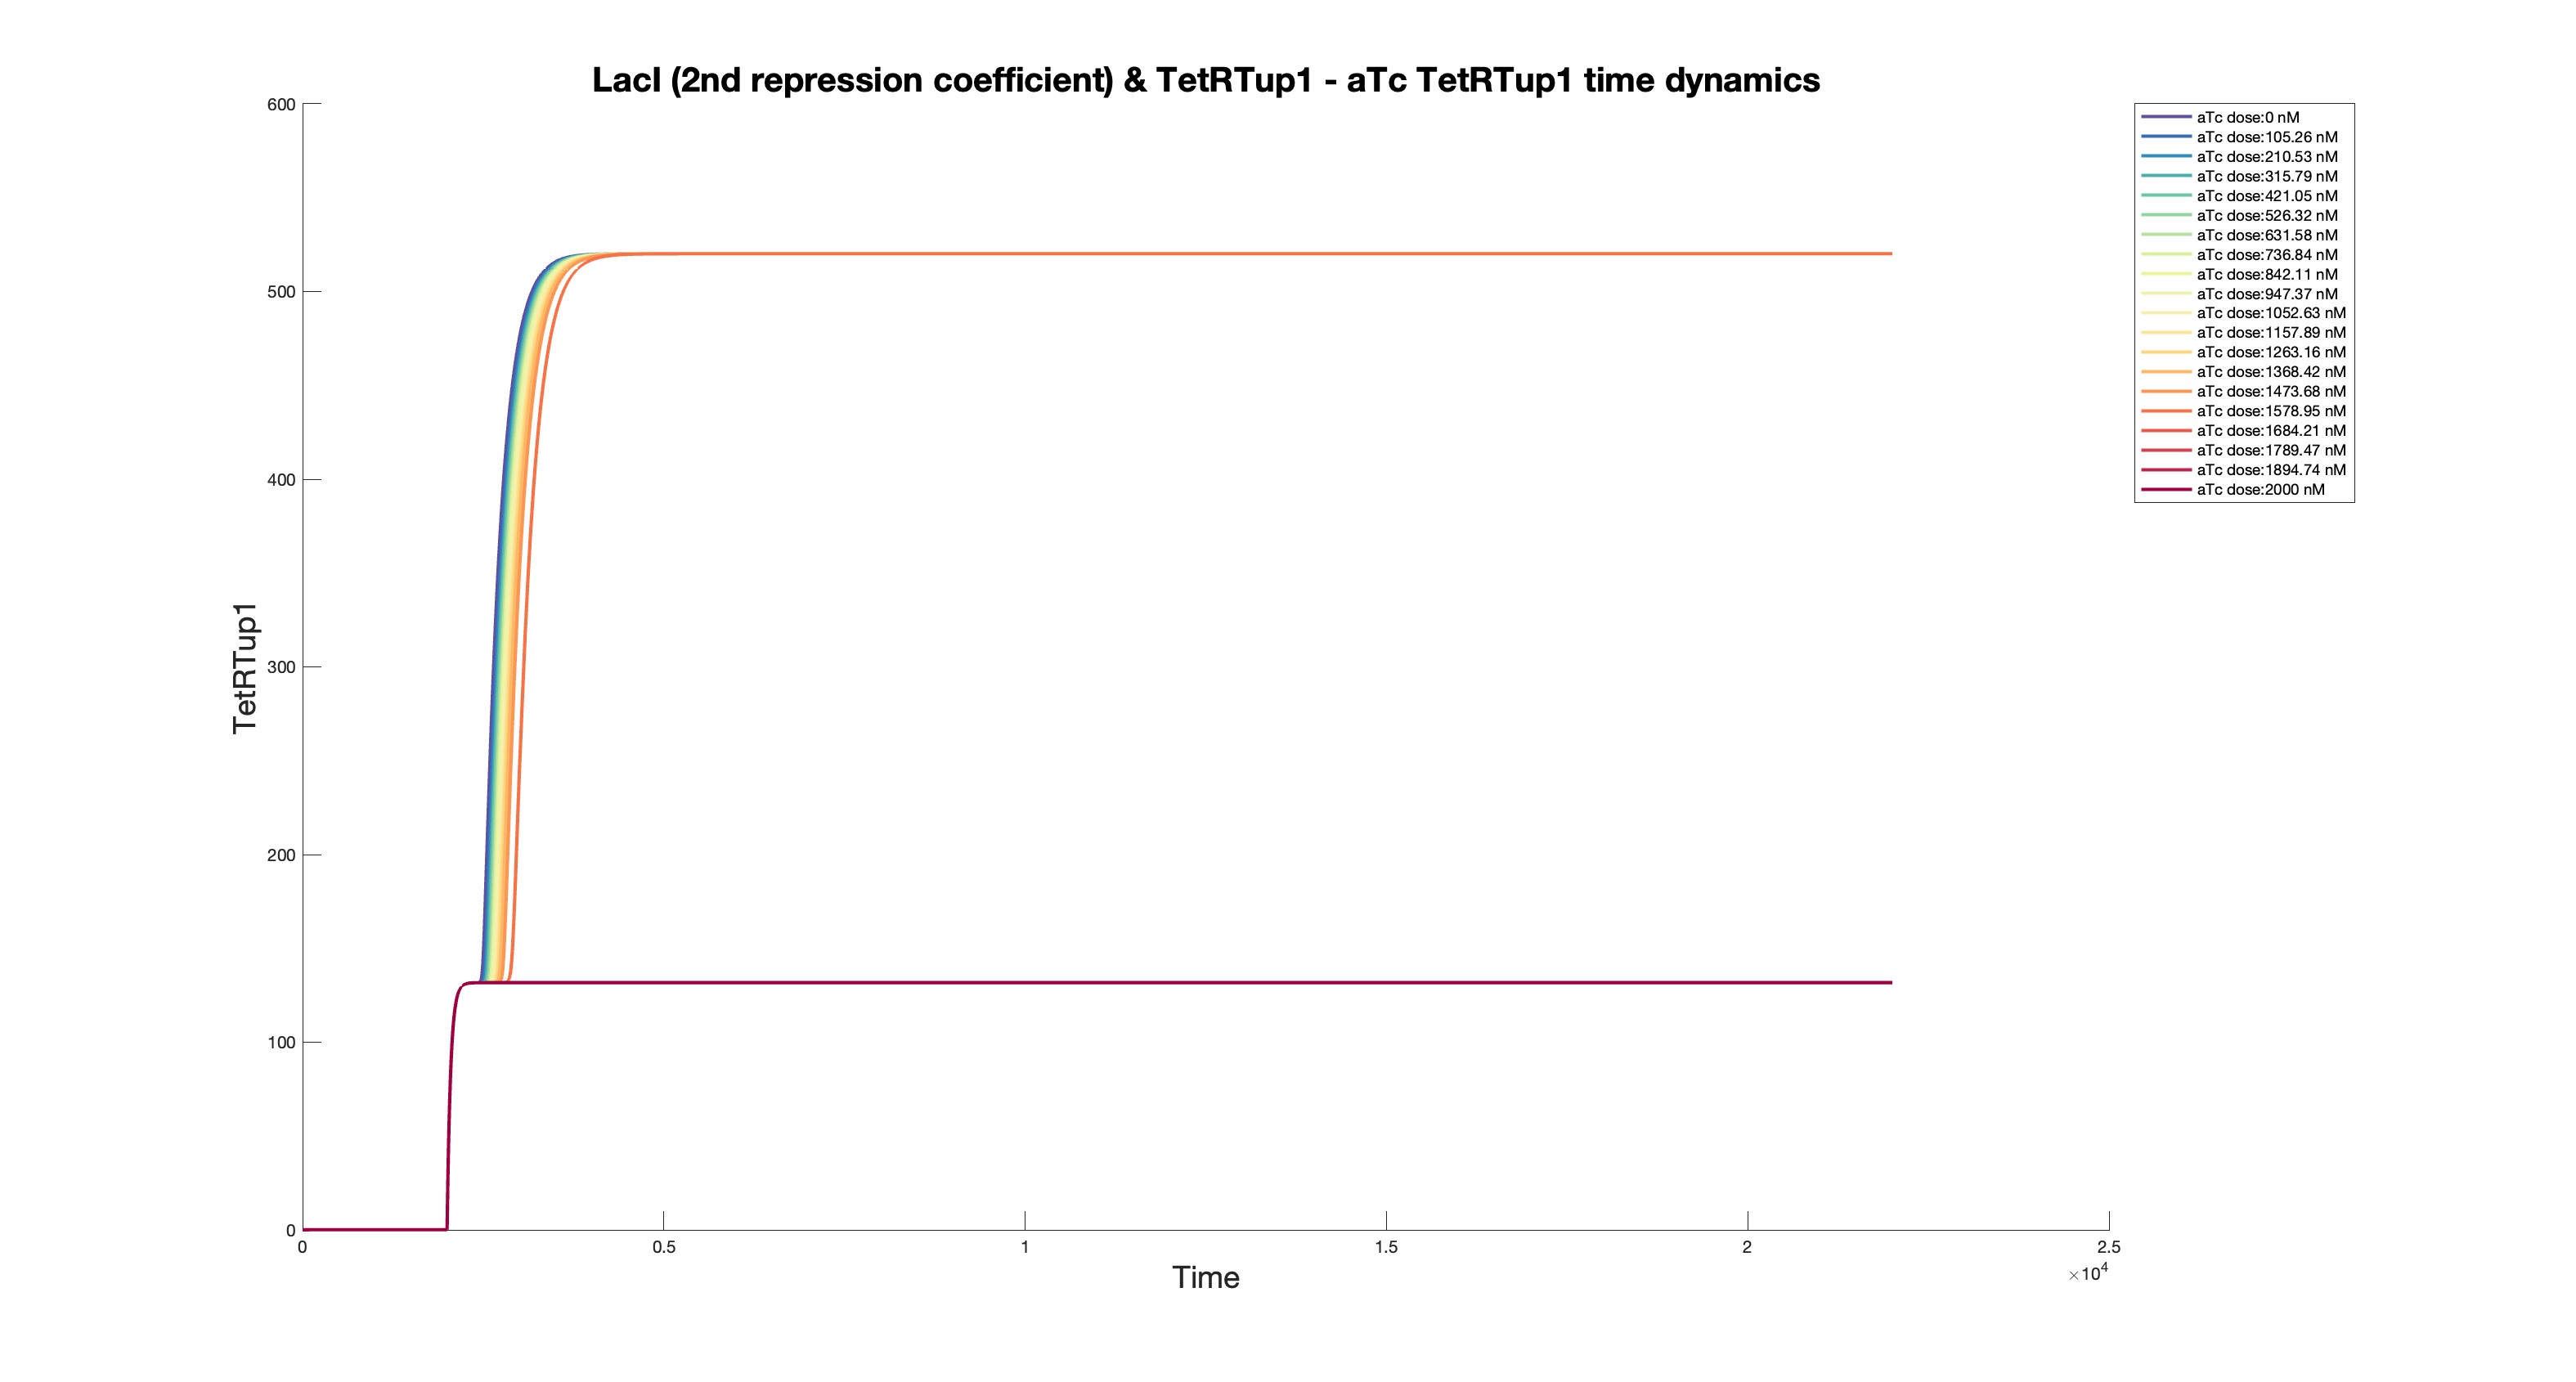 LacI (2nd repression coefficient) & TetRTup1 - aTc TetRTup1 time dynamics
600
500
400
300
200
100
0
TetRTup1
0 0.5 1 1.5 2 2.5
×10⁴
Time
aTc dose:0 nM
aTc dose:105.26 nM
aTc dose:210.53 nM
aTc dose:315.79 nM
aTc dose:421.05 nM
aTc dose:526.32 nM
aTc dose:631.58 nM
aTc dose:736.84 nM
aTc dose:842.11 nM
aTc dose:947.37 nM
aTc dose:1052.63 nM
aTc dose:1157.89 nM
aTc dose:1263.16 nM
aTc dose:1368.42 nM
aTc dose:1473.68 nM
aTc dose:1578.95 nM
aTc dose:1684.21 nM
aTc dose:1789.47 nM
aTc dose:1894.74 nM
aTc dose:2000 nM